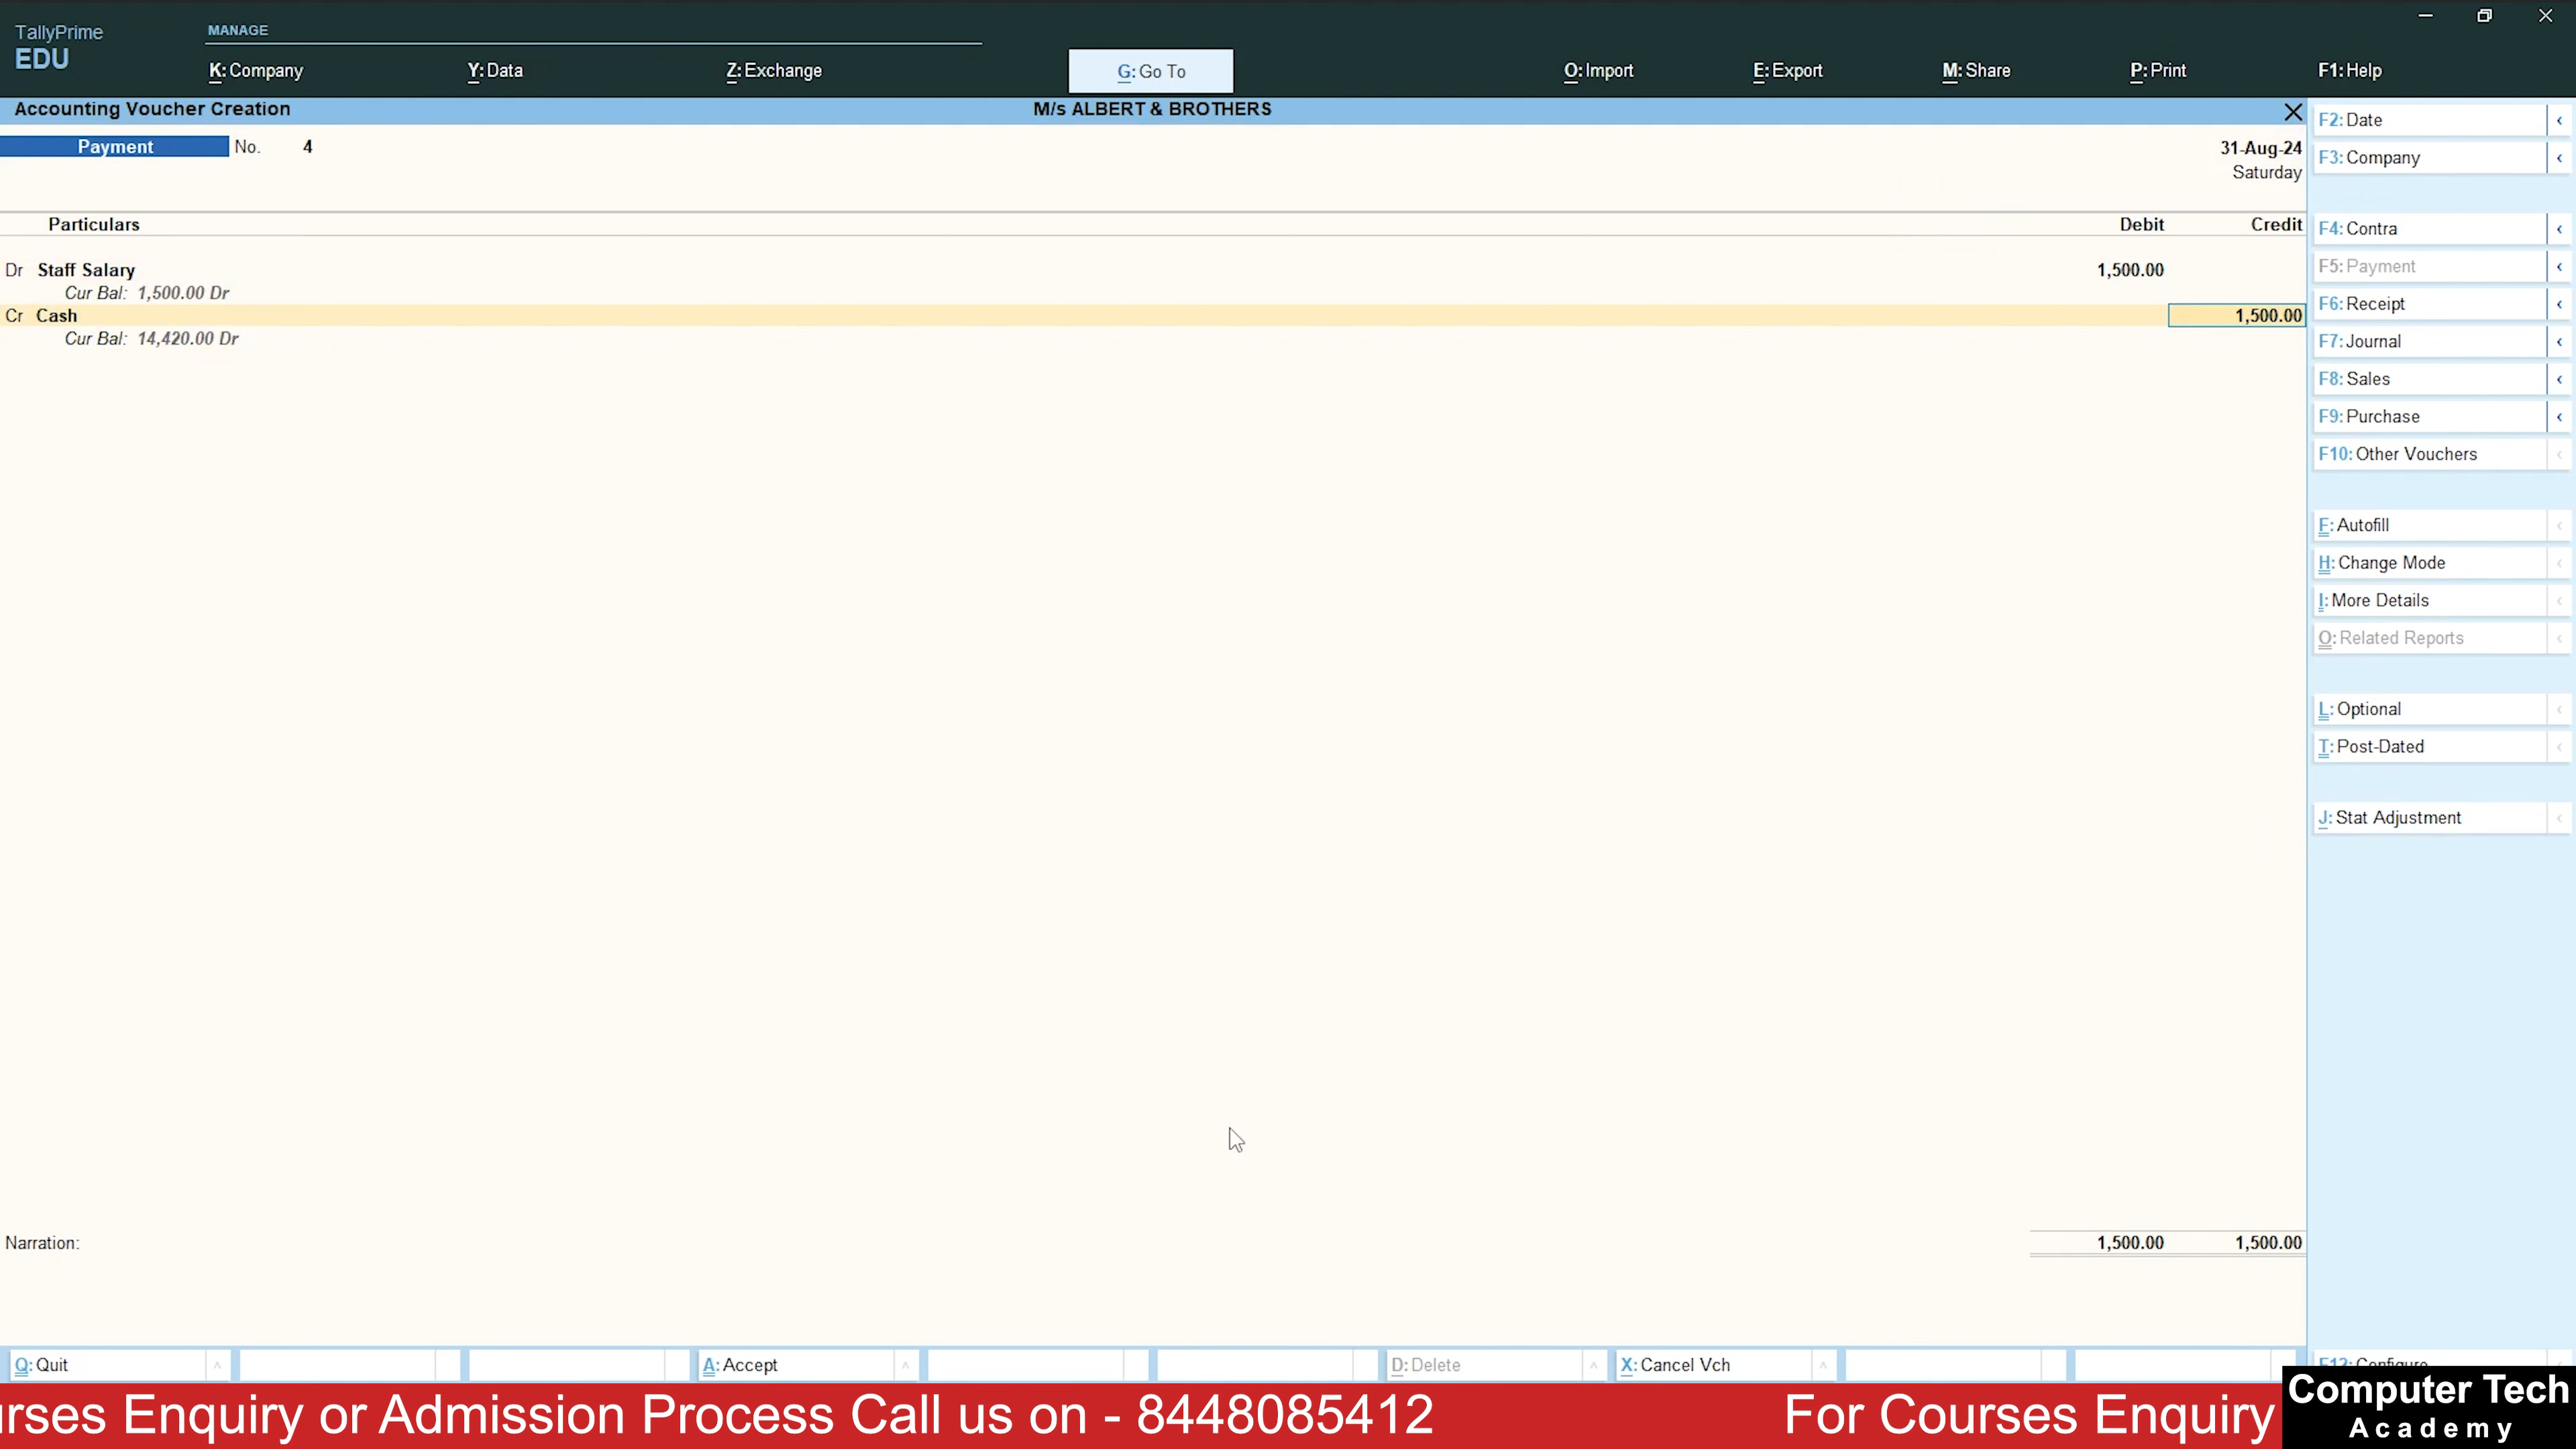 TallyPrime
EDU
MANAGE
K: Company
Y: Data
Z: Exchange
G: Go To
O: Import
E: Export
M: Share
P: Print
F1: Help
Accounting Voucher Creation
M/s ALBERT & BROTHERS
Payment No. 4
31-Aug-24
Saturday
Particulars Debit Credit
Dr Staff Salary 1,500.00
Cur Bal: 1,500.00 Dr
Cr Cash 1,500.00
Cur Bal: 14,420.00 Dr
Narration: 1,500.00 1,500.00
F2: Date
F3: Company
F4: Contra
F5: Payment
F6: Receipt
F7: Journal
F8: Sales
F9: Purchase
F10: Other Vouchers
F: Autofill
H: Change Mode
I: More Details
O: Related Reports
L: Optional
T: Post-Dated
J: Stat Adjustment
F12: Configure
Q: Quit
A: Accept
D: Delete
X: Cancel Vch
urses Enquiry or Admission Process Call us on - 8448085412
For Courses Enquiry
Computer Tech
Academy